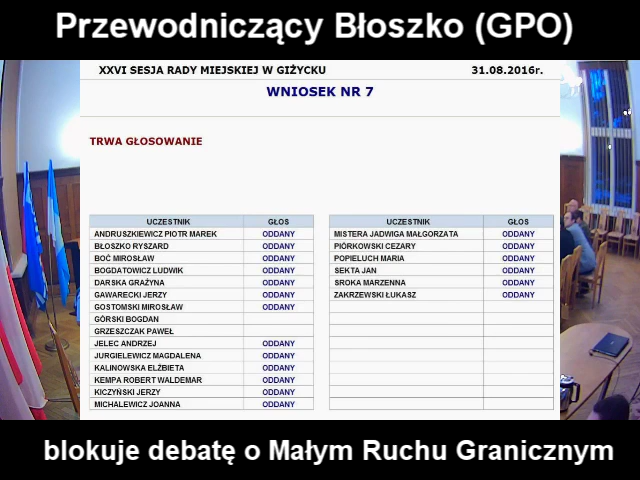 Przewodniczący Błoszko (GPO)
XXVI SESJA RADY MIEJSKIEJ W GIŻYCKU 31.08.2016r.
WNIOSEK NR 7
TRWA GŁOSOWANIE
UCZESTNIK GŁOS
ANDRUSZKIEWICZ PIOTR MAREK ODDANY
BŁOSZKO RYSZARD ODDANY
BOĆ MIROSŁAW ODDANY
BOGDATOWICZ LUDWIK ODDANY
DARSKA GRAŻYNA ODDANY
GAWARECKI JERZY ODDANY
GOSTOMSKI MIROSŁAW ODDANY
GÓRSKI BOGDAN
GRZESZCZAK PAWEŁ
JELEC ANDRZEJ ODDANY
JURGIELEWICZ MAGDALENA ODDANY
KALINOWSKA ELŻBIETA ODDANY
KEMPA ROBERT WALDEMAR ODDANY
KICZYŃSKI JERZY ODDANY
MICHALEWICZ JOANNA ODDANY
UCZESTNIK GŁOS
MISTERA JADWIGA MAŁGORZATA ODDANY
PIÓRKOWSKI CEZARY ODDANY
POPIELUCH MARIA ODDANY
SEKTA JAN ODDANY
SROKA MARZENNA ODDANY
ZAKRZEWSKI ŁUKASZ ODDANY
blokuje debatę o Małym Ruchu Granicznym